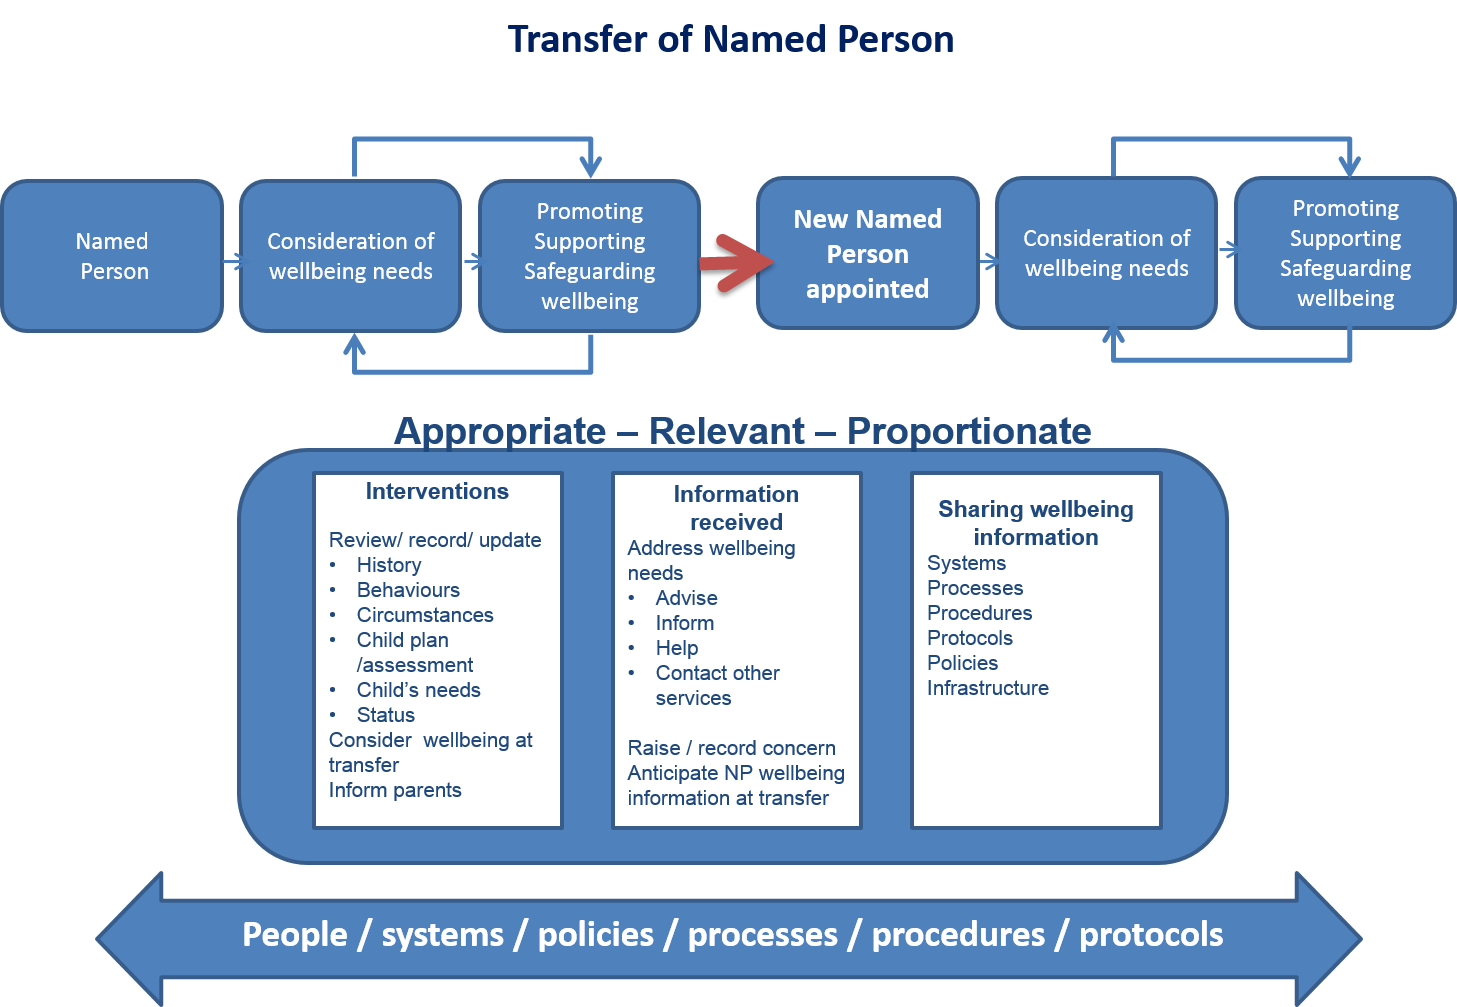 Transfer of Named Person
Named
Person
Consideration of
wellbeing needs
Promoting
Supporting
Safeguarding
wellbeing
New Named
Person
appointed
Consideration of
wellbeing needs
Promoting
Supporting
Safeguarding
wellbeing
Appropriate – Relevant – Proportionate
Interventions
Review/ record/ update
• History
• Behaviours
• Circumstances
• Child plan
/assessment
• Child’s needs
• Status
Consider  wellbeing at
transfer
Inform parents
Information
received
Address wellbeing
needs
• Advise
• Inform
• Help
• Contact other
services
Raise / record concern
Anticipate NP wellbeing
information at transfer
Sharing wellbeing
information
Systems
Processes
Procedures
Protocols
Policies
Infrastructure
People / systems / policies / processes / procedures / protocols